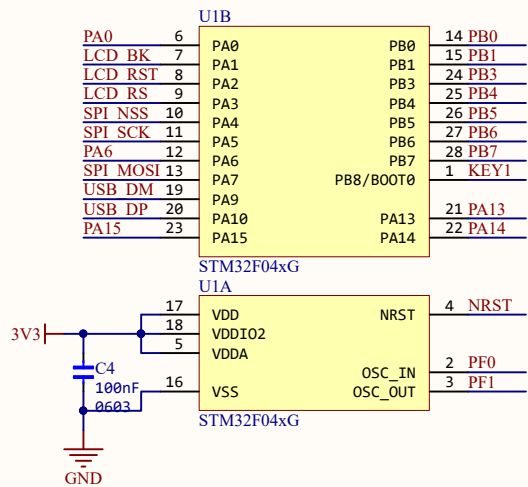 U1B
PA0 6 PA0 PB0 14 PB0
LCD_BK 7 PA1 PB1 15 PB1
LCD_RST 8 PA2 PB3 24 PB3
LCD_RS 9 PA3 PB4 25 PB4
SPI_NSS 10 PA4 PB5 26 PB5
SPI_SCK 11 PA5 PB6 27 PB6
PA6 12 PA6 PB7 28 PB7
SPI_MOSI 13 PA7 PB8/BOOT0 1 KEY1
USB_DM 19 PA9
USB_DP 20 PA10 PA13 21 PA13
PA15 23 PA15 PA14 22 PA14
STM32F04xG
U1A
17 VDD NRST 4 NRST
3V3 18 VDDIO2
5 VDDA
C4 OSC_IN 2 PF0
100nF 16 VSS OSC_OUT 3 PF1
0603
STM32F04xG
GND